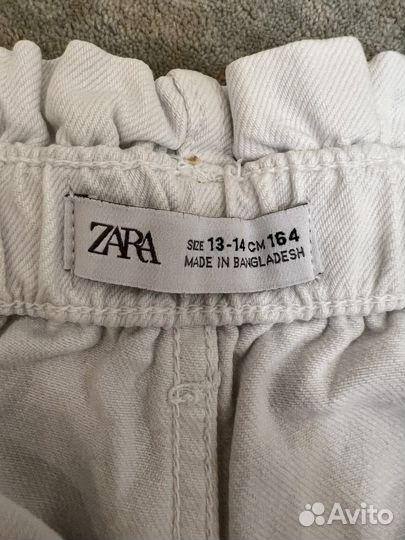 ZARA
SIZE 13-14 CM 164
MADE IN BANGLADESH
Avito